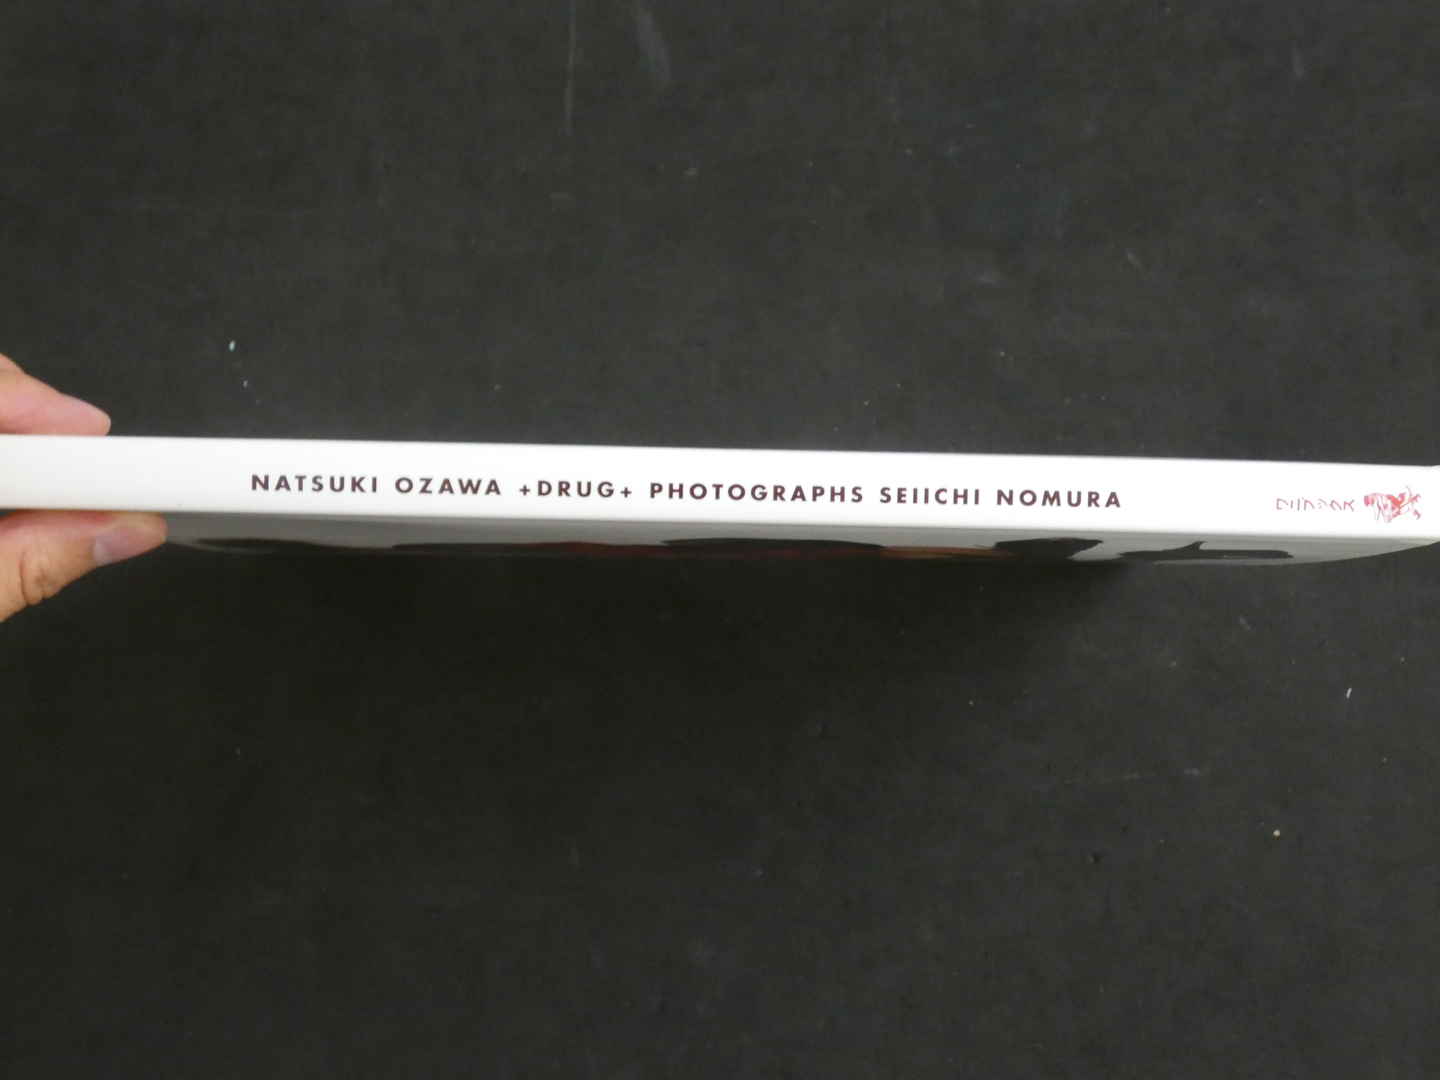 NATSUKI OZAWA +DRUG+ PHOTOGRAPHS SEIICHI NOMURA